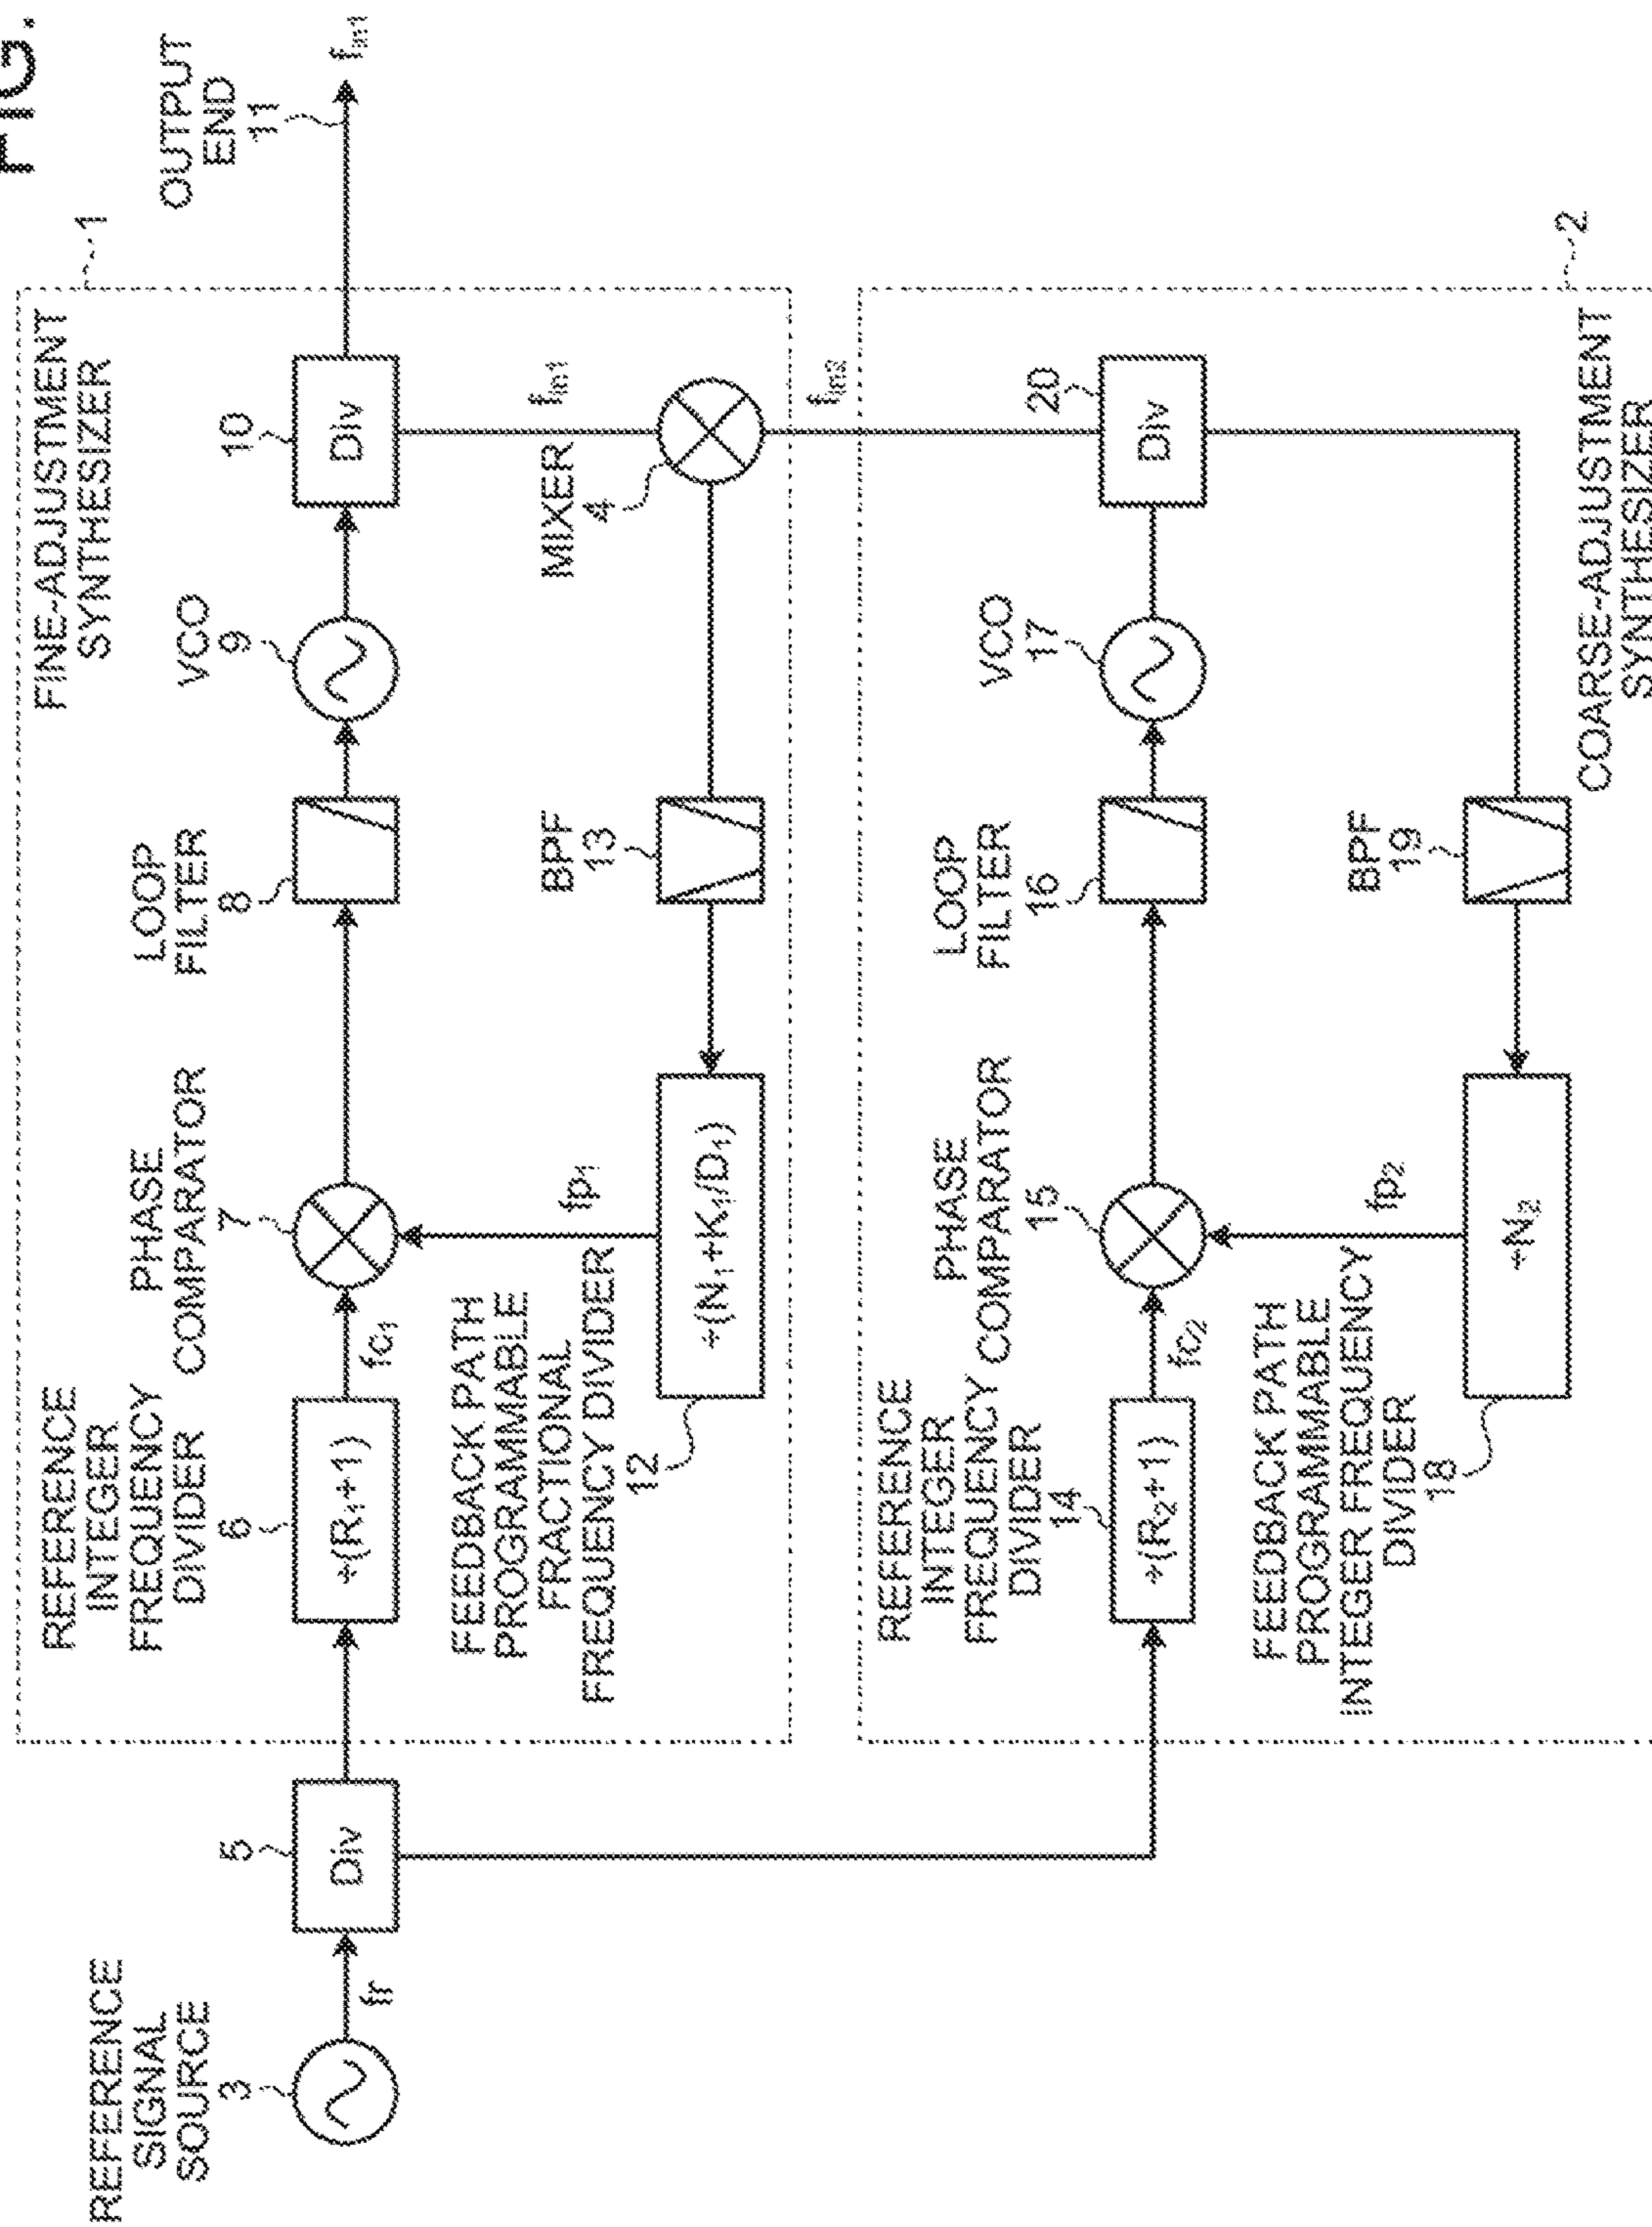 FIG.
OUTPUT
END
11
fin1
1
FINE-ADJUSTMENT
SYNTHESIZER
REFERENCE
SIGNAL
SOURCE
3
fr
5
Div
REFERENCE
INTEGER
FREQUENCY
DIVIDER
6
÷(R1+1)
fc1
PHASE
COMPARATOR
7
LOOP
FILTER
8
VCO
9
10
Div
fin1
MIXER
4
BPF
13
fp1
FEEDBACK PATH
PROGRAMMABLE
FRACTIONAL
FREQUENCY DIVIDER
12
÷(N1+K1/D1)
fin2
2
REFERENCE
INTEGER
FREQUENCY
DIVIDER
14
÷(R2+1)
fc2
PHASE
COMPARATOR
15
LOOP
FILTER
16
VCO
17
20
Div
BPF
19
fp2
FEEDBACK PATH
PROGRAMMABLE
INTEGER FREQUENCY
DIVIDER
18
÷N2
COARSE-ADJUSTMENT
SYNTHESIZER